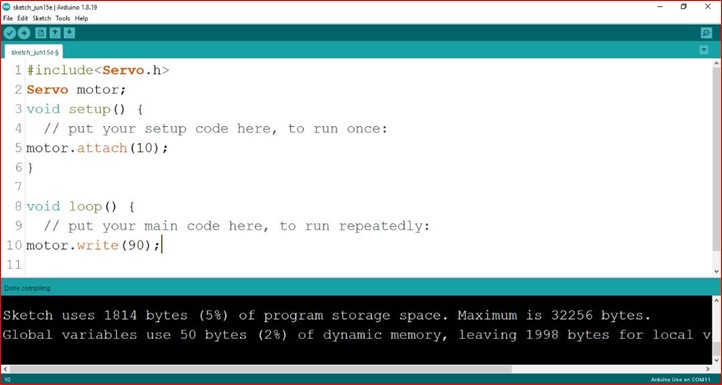 sketch_jun15e | Arduino 1.8.19
File Edit Sketch Tools Help
sketch_jun15e §
1 #include<Servo.h>
2 Servo motor;
3 void setup() {
4 // put your setup code here, to run once:
5 motor.attach(10);
6 }
7
8 void loop() {
9 // put your main code here, to run repeatedly:
10 motor.write(90);
11
Done compiling.
Sketch uses 1814 bytes (5%) of program storage space. Maximum is 32256 bytes.
Global variables use 50 bytes (2%) of dynamic memory, leaving 1998 bytes for local v
10 Arduino Uno on COM11